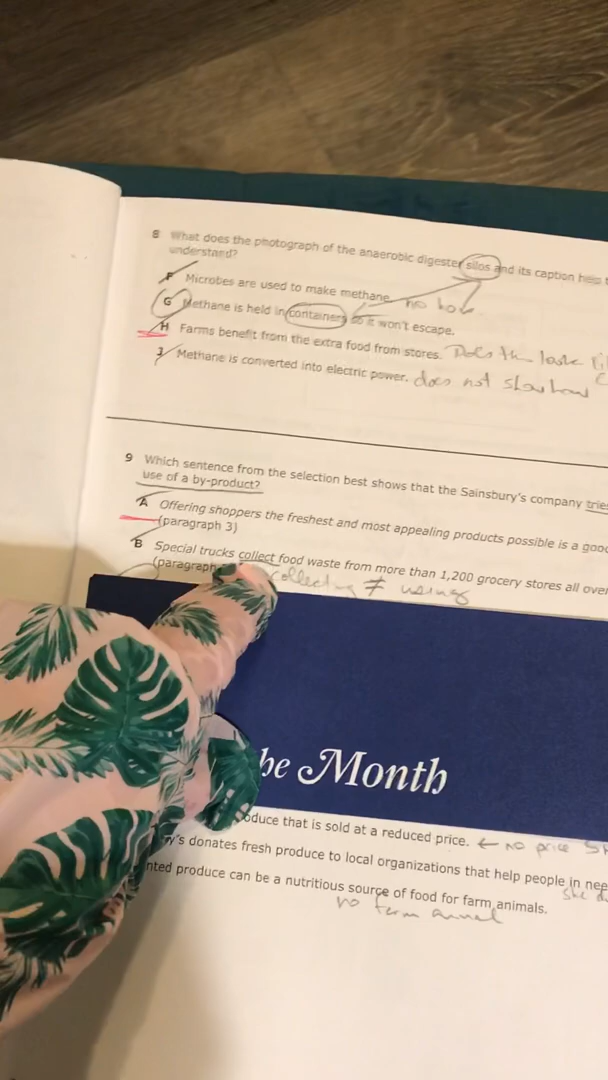 8 What does the photograph of the anaerobic digester silos and its caption help
understand?
F Microbes are used to make methane. no how
G Methane is held in containers so it won't escape.
H Farms benefit from the extra food from stores. Does
J Methane is converted into electric power. does not show how
9 Which sentence from the selection best shows that the Sainsbury's company tries
use of a by-product?
A Offering shoppers the freshest and most appealing products possible is a good
(paragraph 3)
B Special trucks collect food waste from more than 1,200 grocery stores all over
(paragraph
collecting ≠ using
he Month
oduce that is sold at a reduced price. ← no price
y's donates fresh produce to local organizations that help people in nee
she
nted produce can be a nutritious source of food for farm animals.
no farm animal